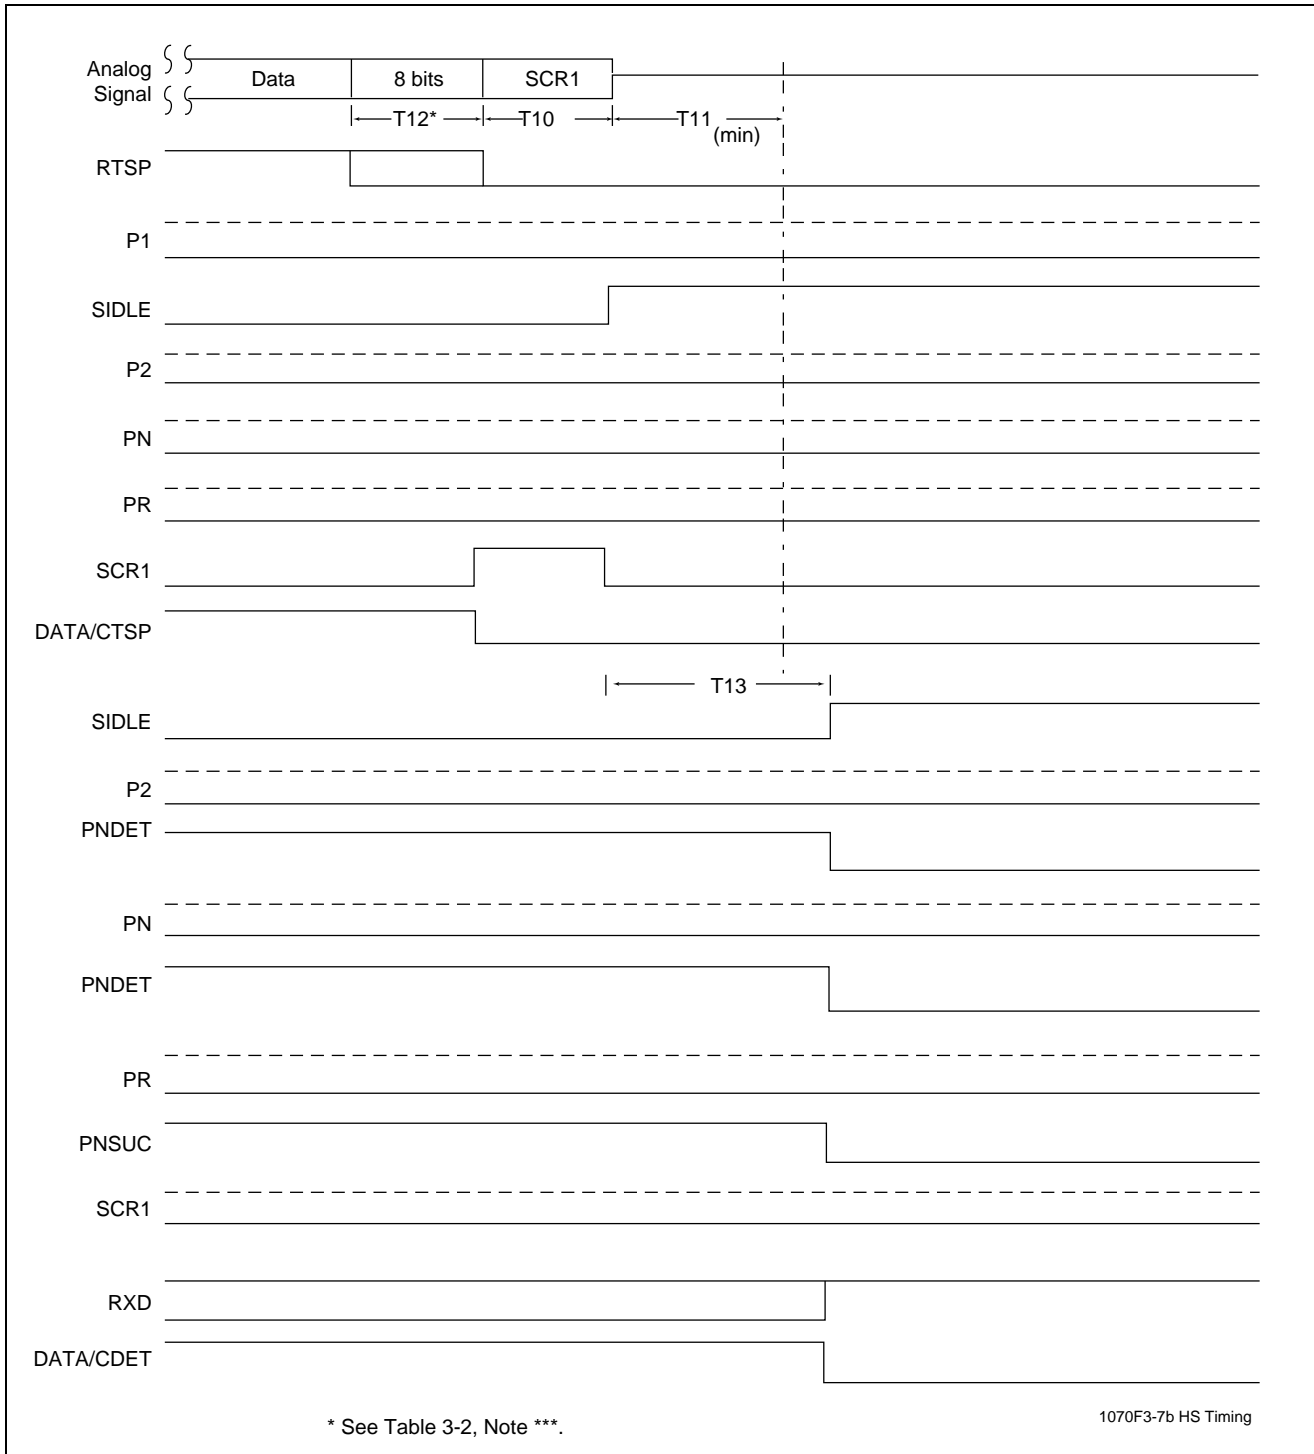 Analog
Signal
Data 8 bits SCR1
T12* T10 T11
(min)
RTSP
P1
SIDLE
P2
PN
PR
SCR1
DATA/CTSP
T13
SIDLE
P2
PNDET
PN
PNDET
PR
PNSUC
SCR1
RXD
DATA/CDET
* See Table 3-2, Note ***.
1070F3-7b HS Timing